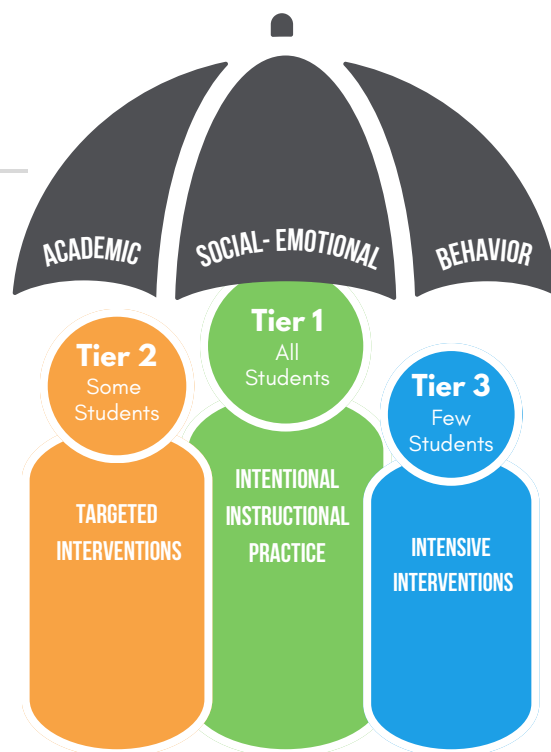 ACADEMIC
SOCIAL- EMOTIONAL
BEHAVIOR
Tier 1
All
Students
Tier 2
Some
Students
Tier 3
Few
Students
INTENTIONAL
INSTRUCTIONAL
PRACTICE
TARGETED
INTERVENTIONS
INTENSIVE
INTERVENTIONS